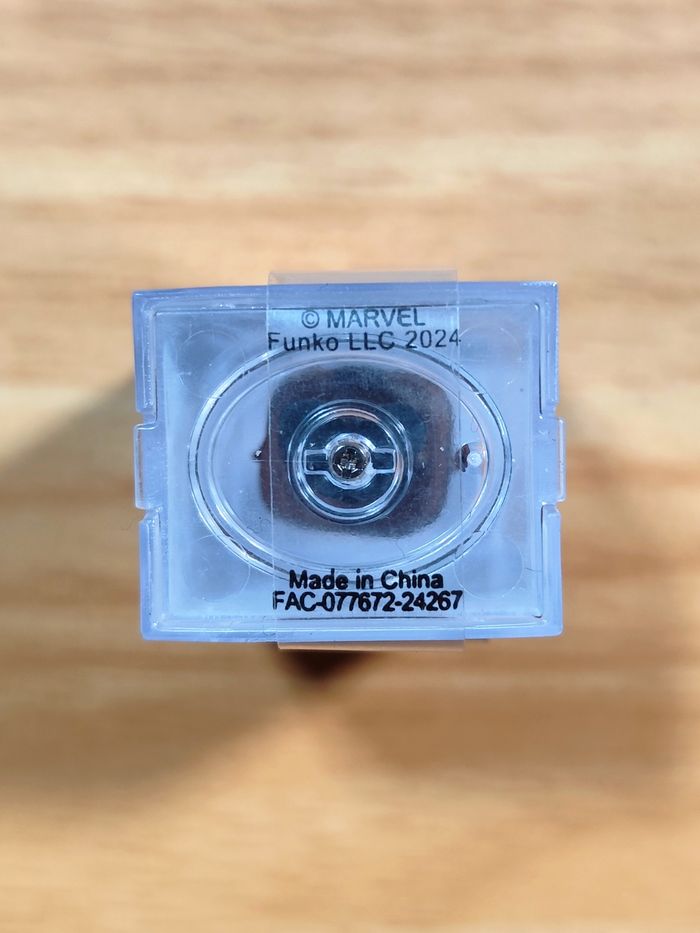 © MARVEL
Funko LLC 2024
Made in China
FAC-077672-24267